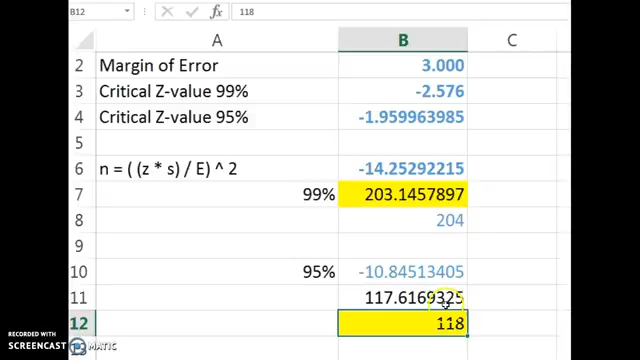 B12 fx 118
A B C
2 Margin of Error 3.000
3 Critical Z-value 99% -2.576
4 Critical Z-value 95% -1.959963985
5
6 n = ( (z * s) / E) ^ 2 -14.25292215
7 99% 203.1457897
8 204
9
10 95% -10.84513405
11 117.6169325
12 118
RECORDED WITH
SCREENCAST MATIC